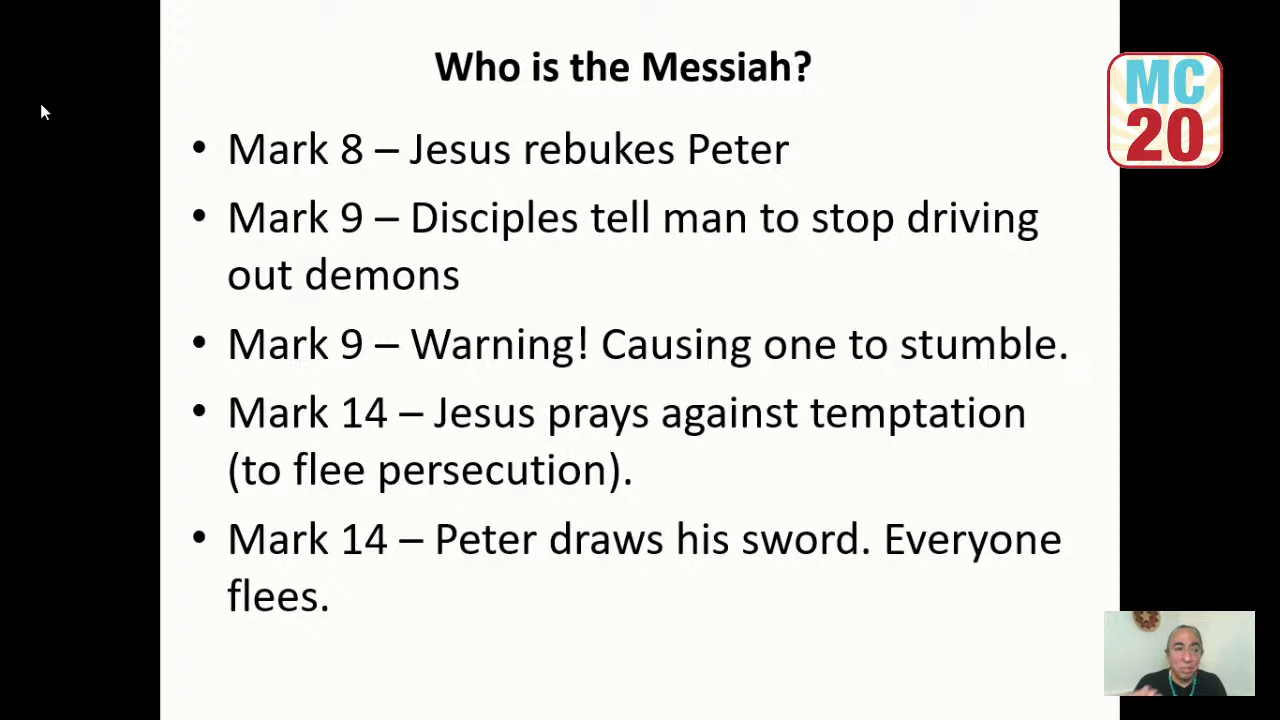 Who is the Messiah?
MC
20
• Mark 8 – Jesus rebukes Peter
• Mark 9 – Disciples tell man to stop driving
out demons
• Mark 9 – Warning! Causing one to stumble.
• Mark 14 – Jesus prays against temptation
(to flee persecution).
• Mark 14 – Peter draws his sword. Everyone
flees.